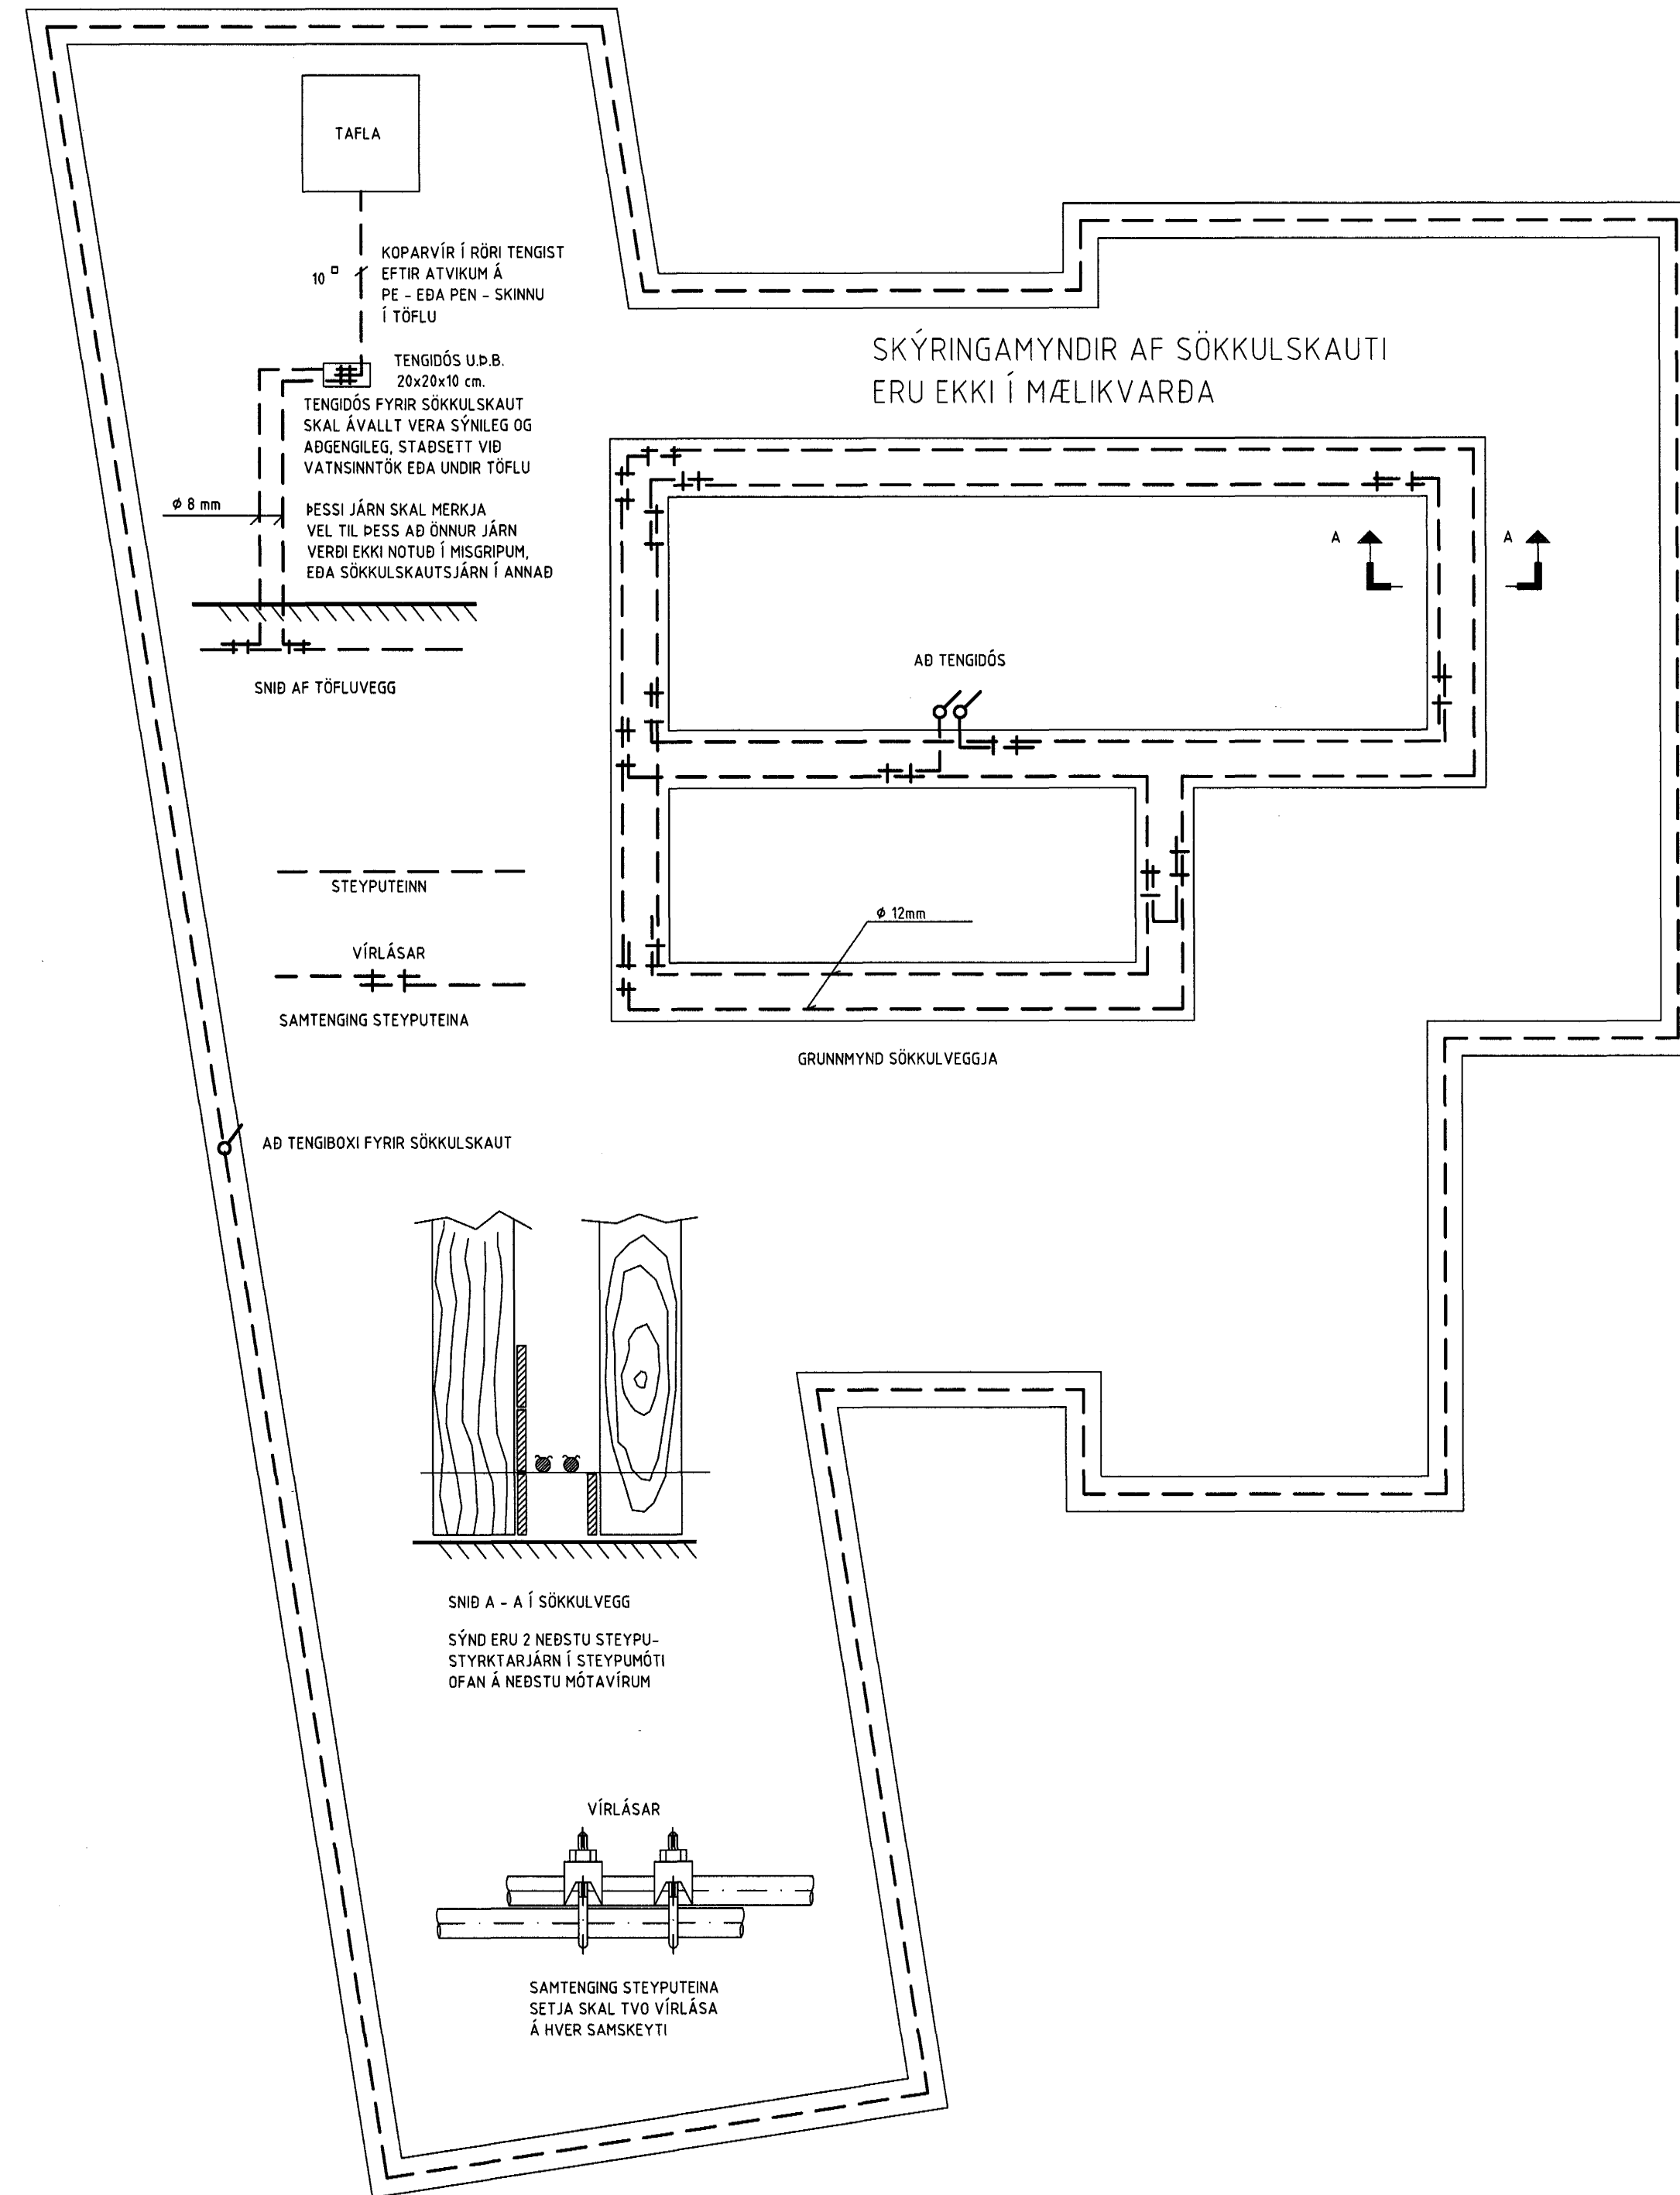 TAFLA
KOPARVÍR Í RÖRI TENGIST
EFTIR ATVIKUM Á
PE - EÐA PEN - SKINNU
Í TÖFLU
10 □
TENGIDÓS U.Þ.B.
20x20x10 cm.
TENGIDÓS FYRIR SÖKKULSKAUT
SKAL ÁVALLT VERA SÝNILEG OG
AÐGENGILEG, STAÐSETT VIÐ
VATNSINNTÖK EÐA UNDIR TÖFLU
ø 8 mm
ÞESSI JÁRN SKAL MERKJA
VEL TIL ÞESS AÐ ÖNNUR JÁRN
VERÐI EKKI NOTUÐ Í MISGRIPUM,
EÐA SÖKKULSKAUTSJÁRN Í ANNAÐ
SNIÐ AF TÖFLUVEGG
SKÝRINGAMYNDIR AF SÖKKULSKAUTI
ERU EKKI Í MÆLIKVARÐA
A
A
AÐ TENGIDÓS
ø 12mm
GRUNNMYND SÖKKULVEGGJA
STEYPUTEINN
VÍRLÁSAR
SAMTENGING STEYPUTEINA
AÐ TENGIBOXI FYRIR SÖKKULSKAUT
SNIÐ A - A Í SÖKKULVEGG
SÝND ERU 2 NEÐSTU STEYPU-
STYRKTARJÁRN Í STEYPUMÓTI
OFAN Á NEÐSTU MÓTAVÍRUM
VÍRLÁSAR
SAMTENGING STEYPUTEINA
SETJA SKAL TVO VÍRLÁSA
Á HVER SAMSKEYTI